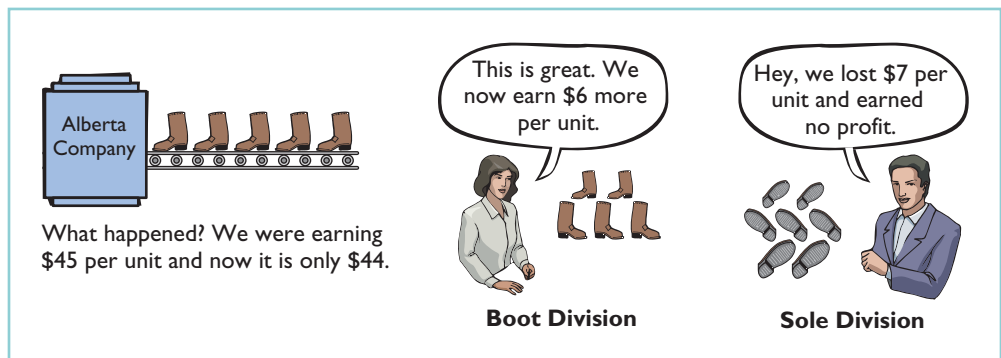 Alberta
Company
What happened? We were earning
$45 per unit and now it is only $44.
This is great. We
now earn $6 more
per unit.
Boot Division
Hey, we lost $7 per
unit and earned
no profit.
Sole Division